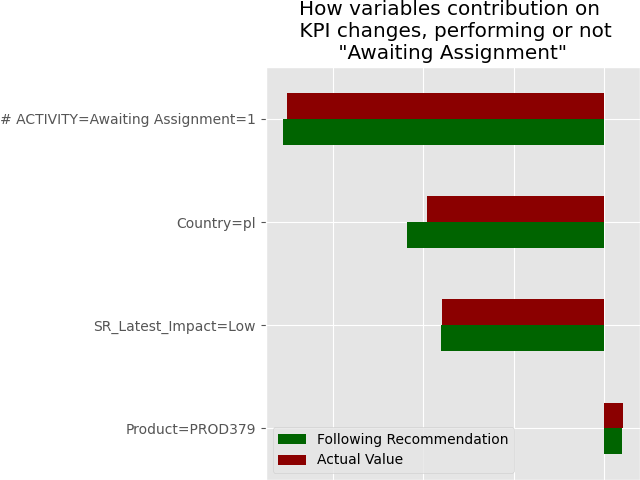 How variables contribution on
KPI changes, performing or not
"Awaiting Assignment"
# ACTIVITY=Awaiting Assignment=1
Country=pl
SR_Latest_Impact=Low
Product=PROD379
Following Recommendation
Actual Value